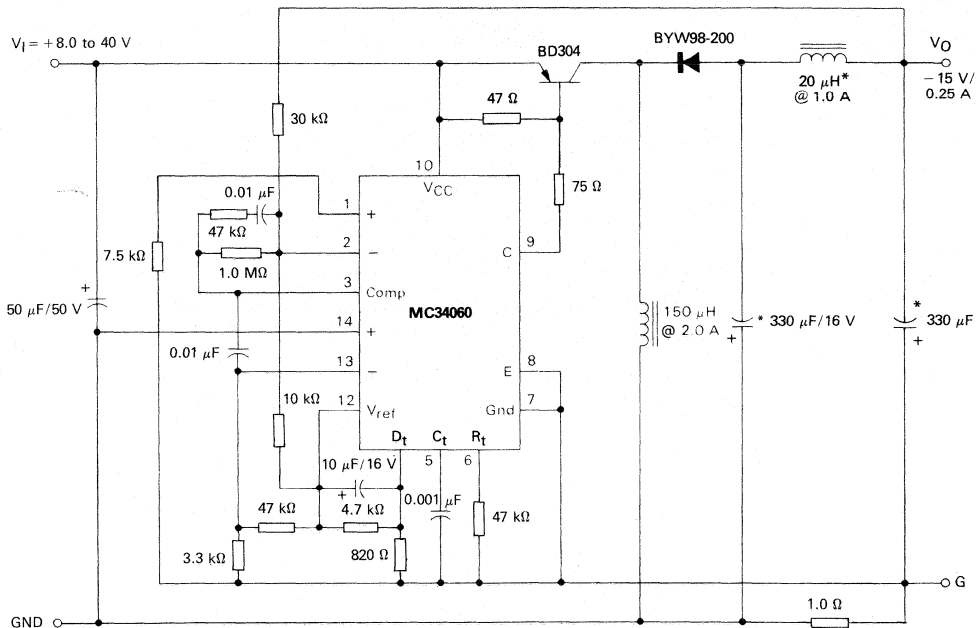 V_I = +8.0 to 40 V
BD304
BYW98-200
V_O
20 μH*
@ 1.0 A
− 15 V/
0.25 A
47 Ω
30 kΩ
10
V_CC
75 Ω
0.01 μF
1
+
47 kΩ
2
−
9
C
7.5 kΩ
1.0 MΩ
3
Comp
MC34060
+
50 μF/50 V
14
+
150 μH
@ 2.0 A
* 330 μF/16 V
+
*
330 μF
+
0.01 μF
13
−
8
E
10 kΩ
12
V_ref
7
Gnd
D_t
C_t
R_t
5
6
10 μF/16 V
+
0.001 μF
47 kΩ
4.7 kΩ
47 kΩ
3.3 kΩ
820 Ω
G
1.0 Ω
GND